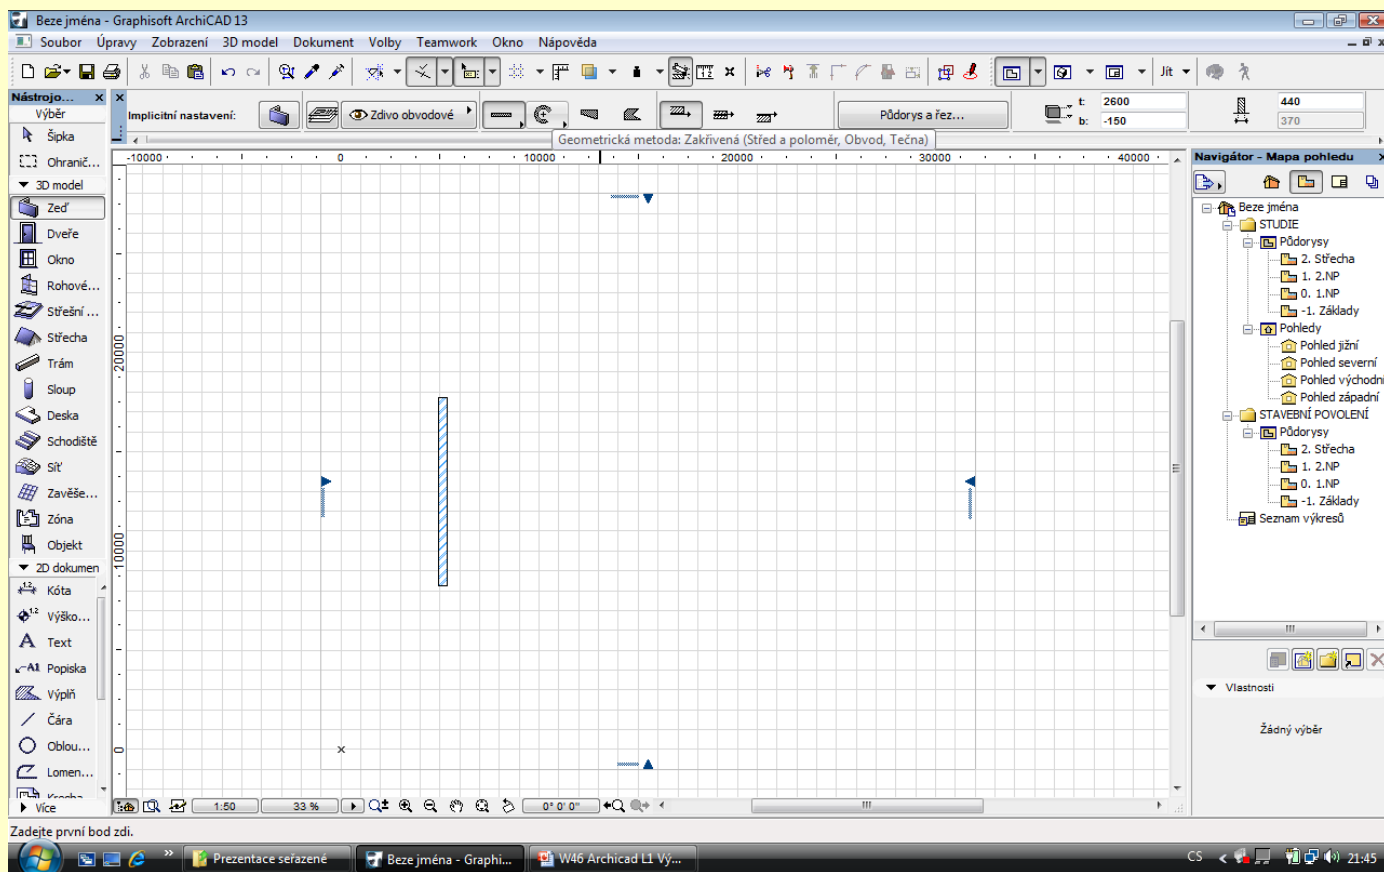 Beze jména - Graphisoft ArchiCAD 13
Soubor Úpravy Zobrazení 3D model Dokument Volby Teamwork Okno Nápověda
Jít
Nástrojo...
Výběr
Šipka
Ohranič...
3D model
Zeď
Dveře
Okno
Rohové...
Střešní ...
Střecha
Trám
Sloup
Deska
Schodiště
Síť
Zavěše...
Zóna
Objekt
2D dokumen
Kóta
Výško...
Text
Popiska
Výplň
Čára
Oblou...
Lomen...
Více
Implicitní nastavení:
Zdivo obvodové
Půdorys a řez...
t: 2600
b: -150
440
370
Geometrická metoda: Zakřivená (Střed a poloměr, Obvod, Tečna)
-10000 0 10000 20000 30000 40000
20000
10000
0
Navigátor - Mapa pohledu
Beze jména
STUDIE
Půdorysy
2. Střecha
1. 2.NP
0. 1.NP
-1. Základy
Pohledy
Pohled jižní
Pohled severní
Pohled východní
Pohled západní
STAVEBNÍ POVOLENÍ
Půdorysy
2. Střecha
1. 2.NP
0. 1.NP
-1. Základy
Seznam výkresů
Vlastnosti
Žádný výběr
1:50 33 % 0° 0' 0"
Zadejte první bod zdi.
Prezentace seřazené
Beze jména - Graphi...
W46 Archicad L1 Vý...
CS
21:45